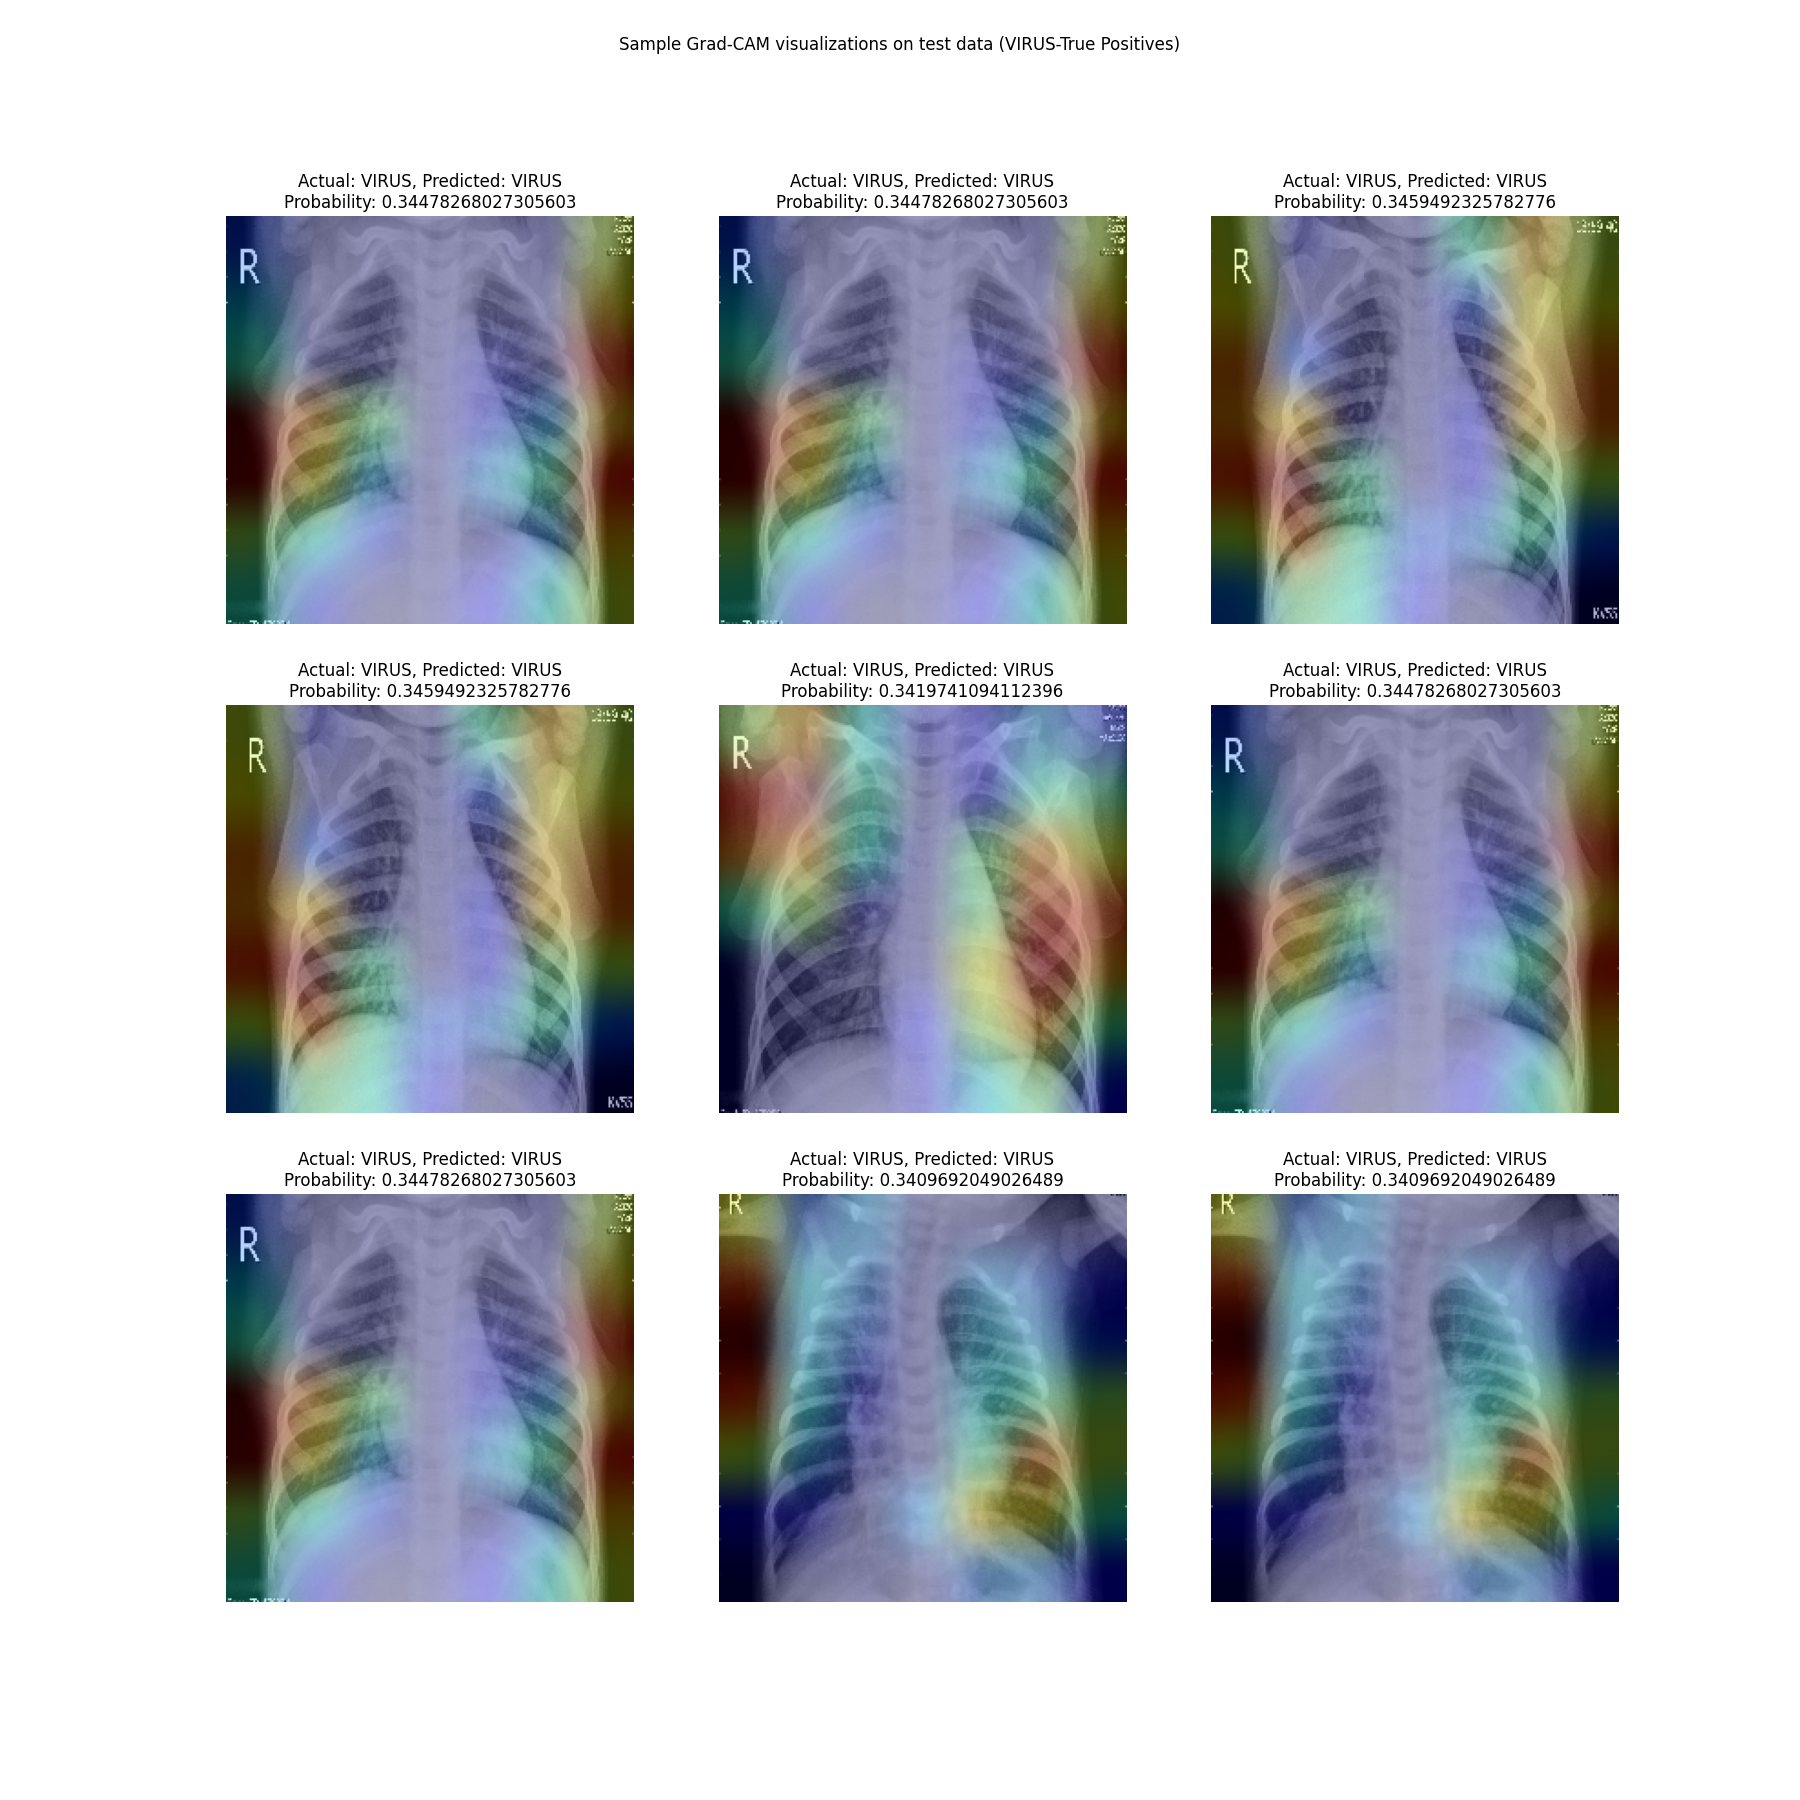 Sample Grad-CAM visualizations on test data (VIRUS-True Positives)
Actual: VIRUS, Predicted: VIRUS
Probability: 0.34478268027305603
R
Actual: VIRUS, Predicted: VIRUS
Probability: 0.34478268027305603
R
Actual: VIRUS, Predicted: VIRUS
Probability: 0.3459492325782776
R
Actual: VIRUS, Predicted: VIRUS
Probability: 0.3459492325782776
R
Actual: VIRUS, Predicted: VIRUS
Probability: 0.3419741094112396
R
Actual: VIRUS, Predicted: VIRUS
Probability: 0.34478268027305603
R
Actual: VIRUS, Predicted: VIRUS
Probability: 0.34478268027305603
R
Actual: VIRUS, Predicted: VIRUS
Probability: 0.3409692049026489
R
Actual: VIRUS, Predicted: VIRUS
Probability: 0.3409692049026489
R